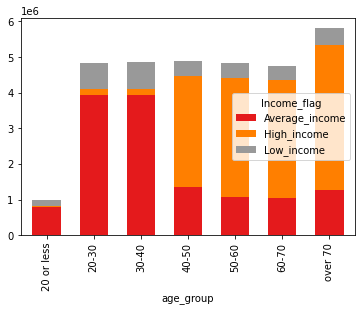 1e6
6
5
4
3
2
1
0
Income_flag
Average_income
High_income
Low_income
20 or less
20-30
30-40
40-50
50-60
60-70
over 70
age_group